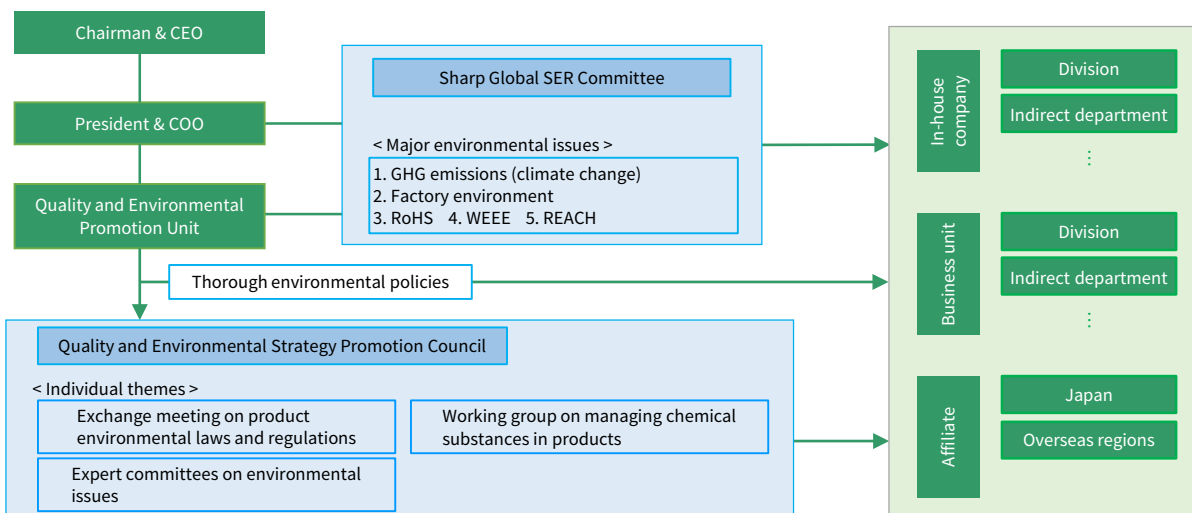 Chairman & CEO
President & COO
Quality and Environmental
Promotion Unit
Sharp Global SER Committee
< Major environmental issues >
1. GHG emissions (climate change)
2. Factory environment
3. RoHS 4. WEEE 5. REACH
Thorough environmental policies
Quality and Environmental Strategy Promotion Council
< Individual themes >
Exchange meeting on product
environmental laws and regulations
Working group on managing chemical
substances in products
Expert committees on environmental
issues
In-house
company
Division
Indirect department
⋮
Business unit
Division
Indirect department
⋮
Affiliate
Japan
Overseas regions